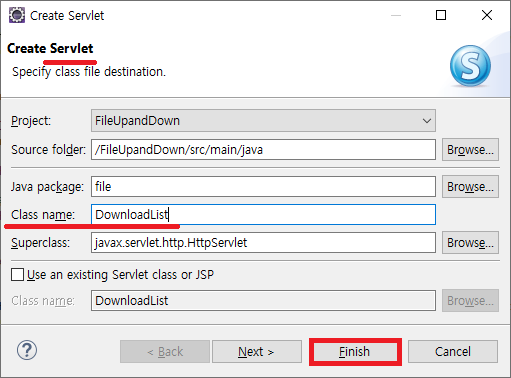 Create Servlet
Create Servlet
Specify class file destination.
S
Project: FileUpandDown
Source folder: /FileUpandDown/src/main/java Browse...
Java package: file Browse...
Class name: DownloadList
Superclass: javax.servlet.http.HttpServlet Browse...
Use an existing Servlet class or JSP
Class name: DownloadList Browse...
? < Back Next > Finish Cancel